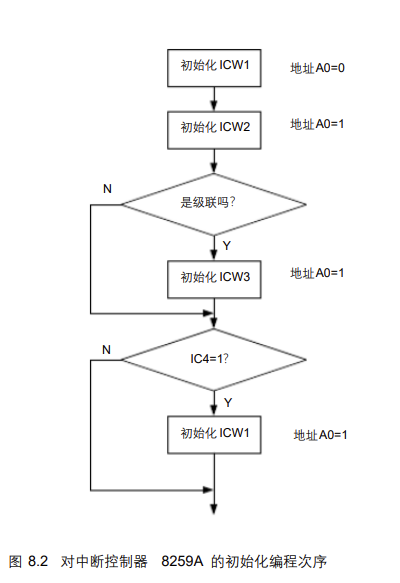 初始化 ICW1 地址A0=0
初始化 ICW2 地址A0=1
是级联吗?
N
Y
初始化 ICW3 地址A0=1
IC4=1?
N
Y
初始化 ICW1 地址A0=1
图 8.2 对中断控制器 8259A 的初始化编程次序